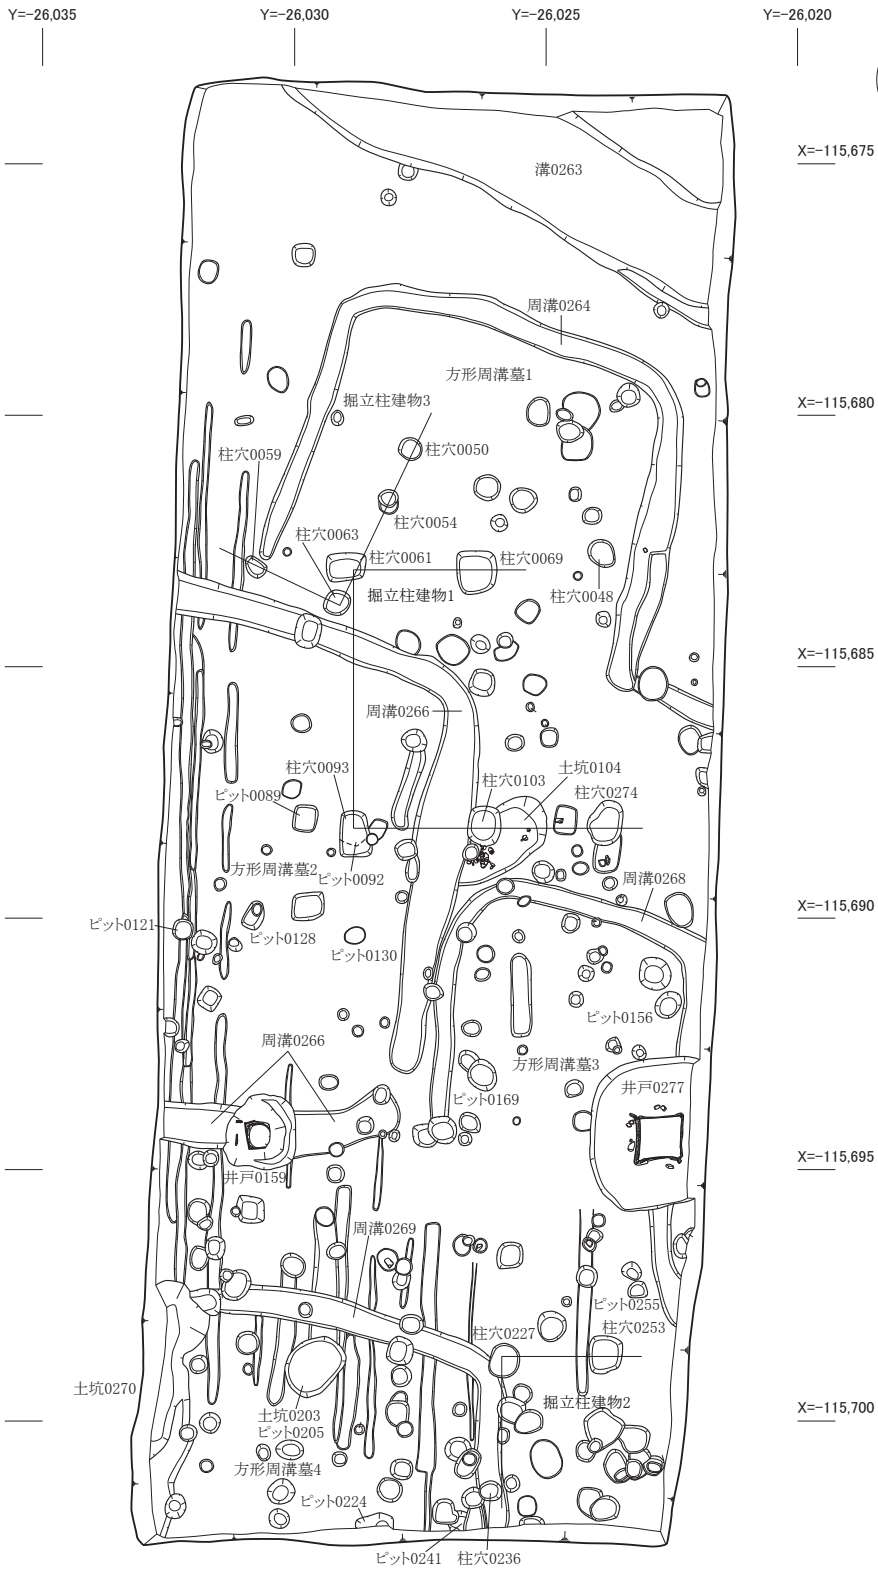 Y=-26,035
Y=-26,030
Y=-26,025
Y=-26,020
X=-115,675
溝0263
周溝0264
方形周溝墓1
掘立柱建物3
X=-115,680
柱穴0059
柱穴0050
柱穴0054
柱穴0063
柱穴0061
柱穴0069
掘立柱建物1
柱穴0048
X=-115,685
周溝0266
柱穴0093
土坑0104
柱穴0103
柱穴0274
ピット0089
方形周溝墓2
ピット0092
周溝0268
X=-115,690
ピット0121
ピット0128
ピット0130
ピット0156
周溝0266
方形周溝墓3
井戸0277
ピット0169
X=-115,695
井戸0159
周溝0269
ピット0255
柱穴0227
柱穴0253
土坑0270
掘立柱建物2
X=-115,700
土坑0203
ピット0205
方形周溝墓4
ピット0224
ピット0241
柱穴0236